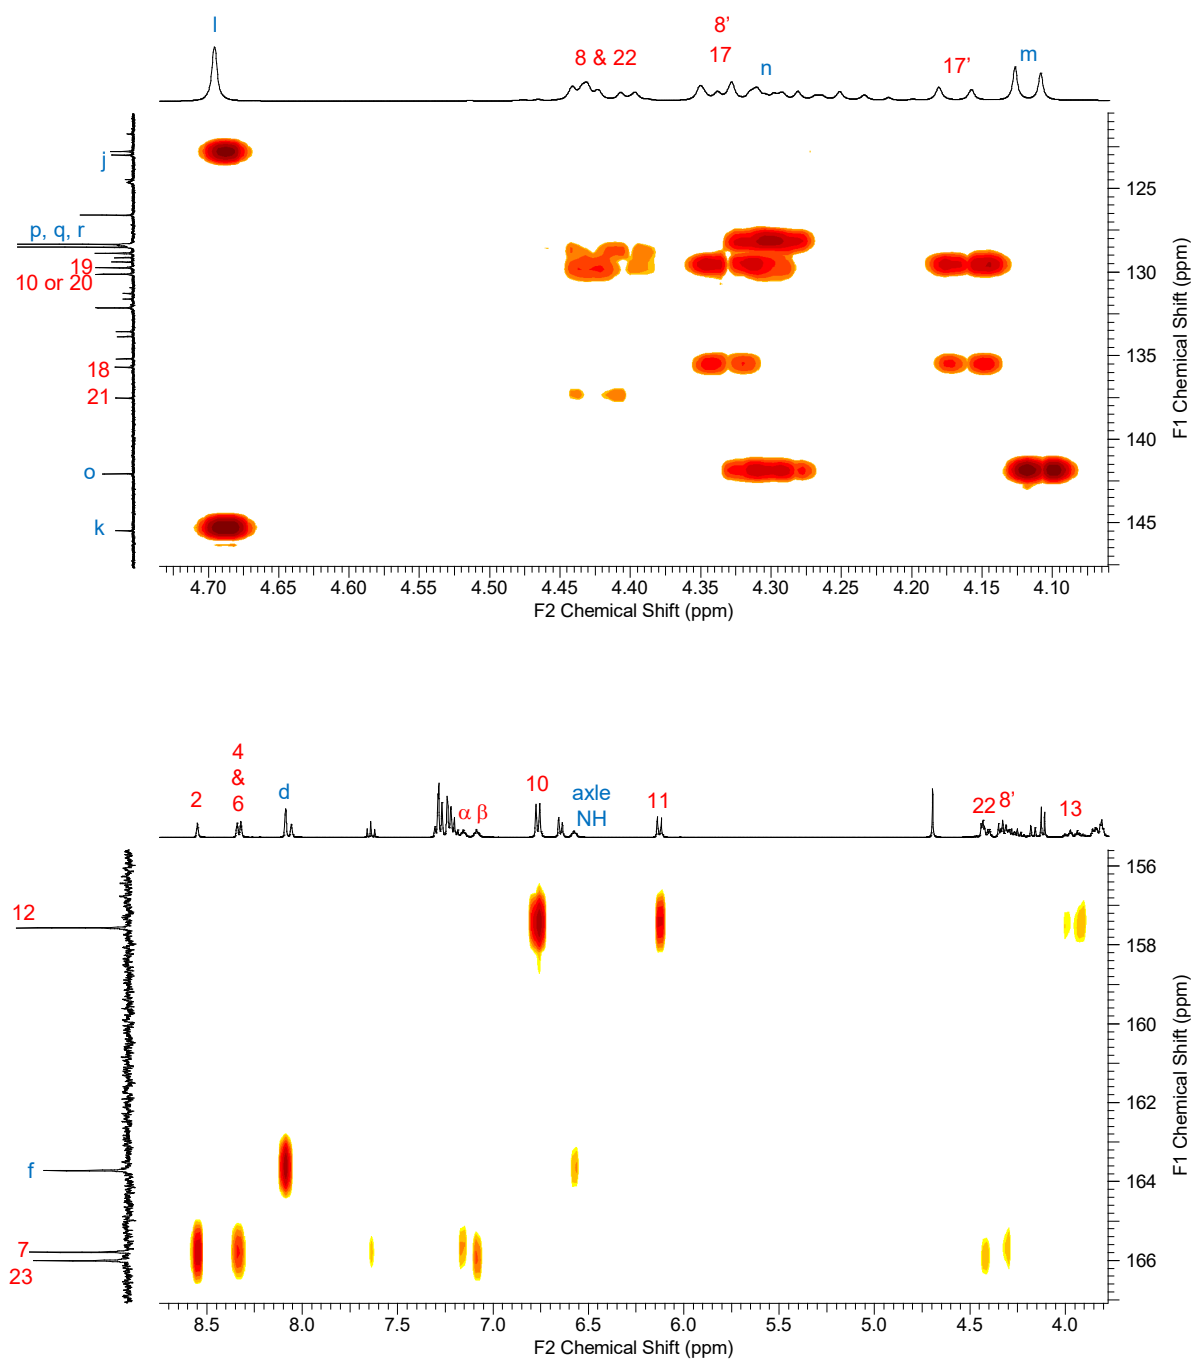 l
8 & 22
8'
17
n
17'
m
j
p, q, r
19
10 or 20
18
21
o
k
125
130
135
140
145
F1 Chemical Shift (ppm)
4.70 4.65 4.60 4.55 4.50 4.45 4.40 4.35 4.30 4.25 4.20 4.15 4.10
F2 Chemical Shift (ppm)
2
4
&
6
d
α β
10
axle
NH
11
22 8'
13
12
f
7
23
156
158
160
162
164
166
F1 Chemical Shift (ppm)
8.5 8.0 7.5 7.0 6.5 6.0 5.5 5.0 4.5 4.0
F2 Chemical Shift (ppm)